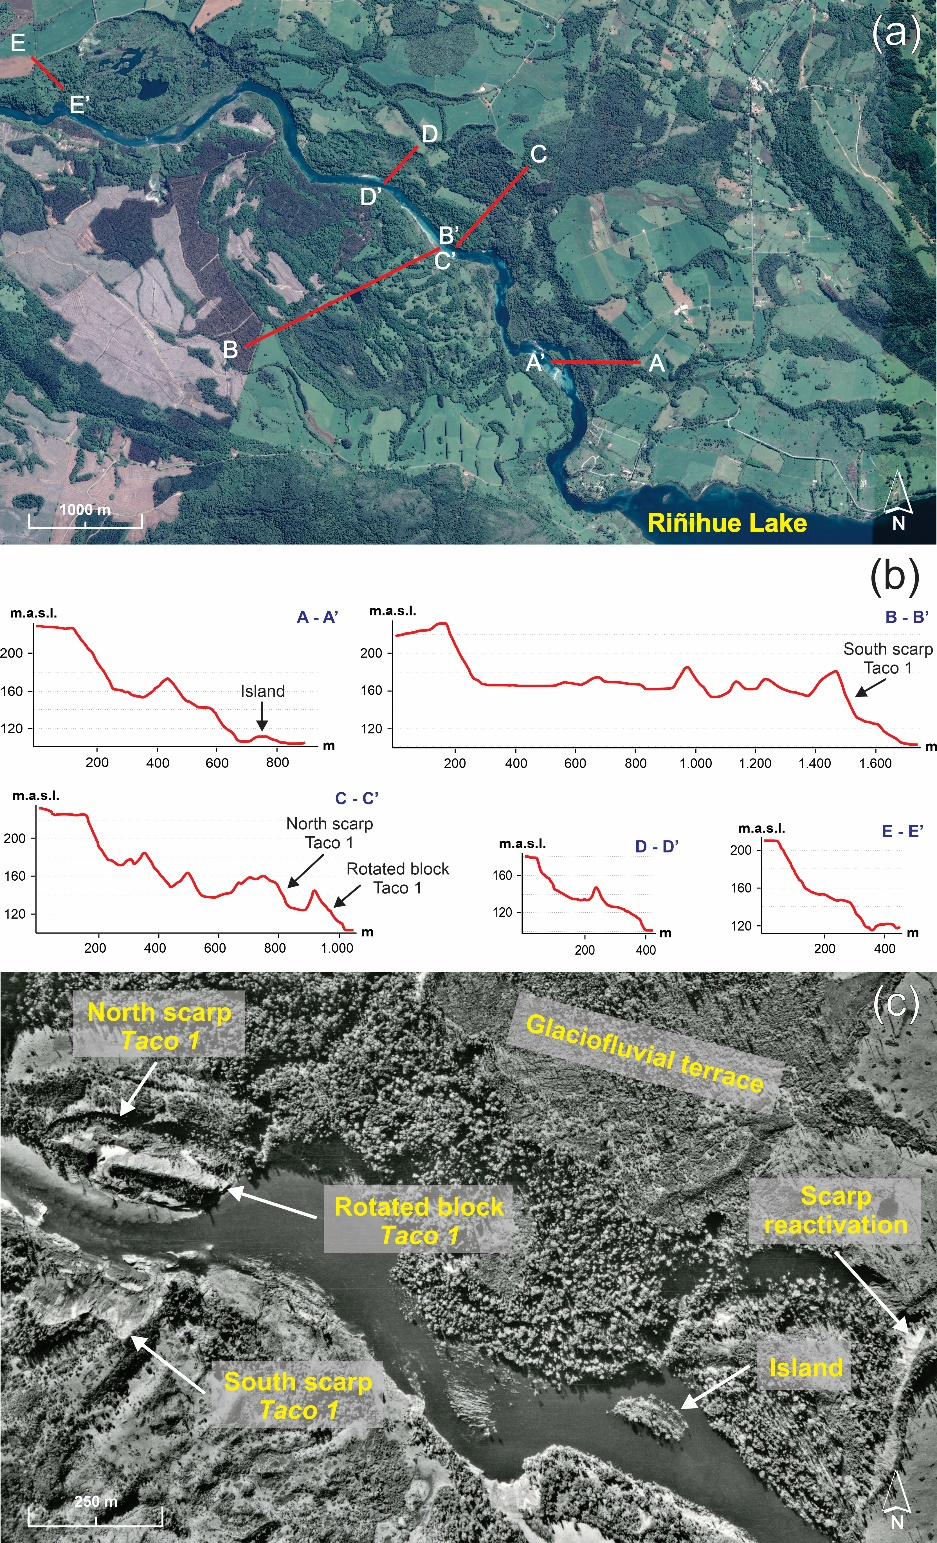 (a)
E
E'
D
D'
C
B'
C'
B
A'
A
1000 m
Riñihue Lake
N
(b)
m.a.s.l.
A - A'
200
160
120
Island
200
400
600
800
m
m.a.s.l.
B - B'
200
160
120
South scarp
Taco 1
200
400
600
800
1.000
1.200
1.400
1.600
m
m.a.s.l.
C - C'
200
160
120
North scarp
Taco 1
Rotated block
Taco 1
200
400
600
800
1.000
m
m.a.s.l.
D - D'
160
120
200
400
m
m.a.s.l.
E - E'
200
160
120
200
400
m
(c)
North scarp
Taco 1
Glaciofluvial terrace
Rotated block
Taco 1
Scarp
reactivation
South scarp
Taco 1
Island
250 m
N